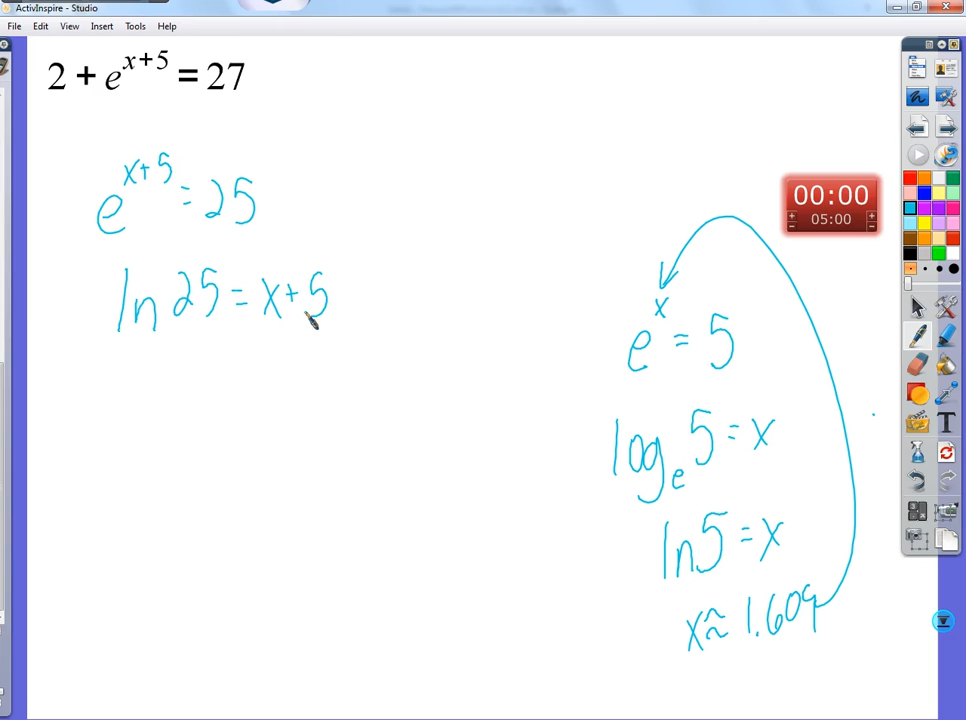 ActivInspire - Studio
File Edit View Insert Tools Help
2 + e^{x+5} = 27
e^{x+5} = 25
ln 25 = x + 5
00:00
05:00
e^x = 5
log_e 5 = x
ln 5 = x
x ≈ 1.609